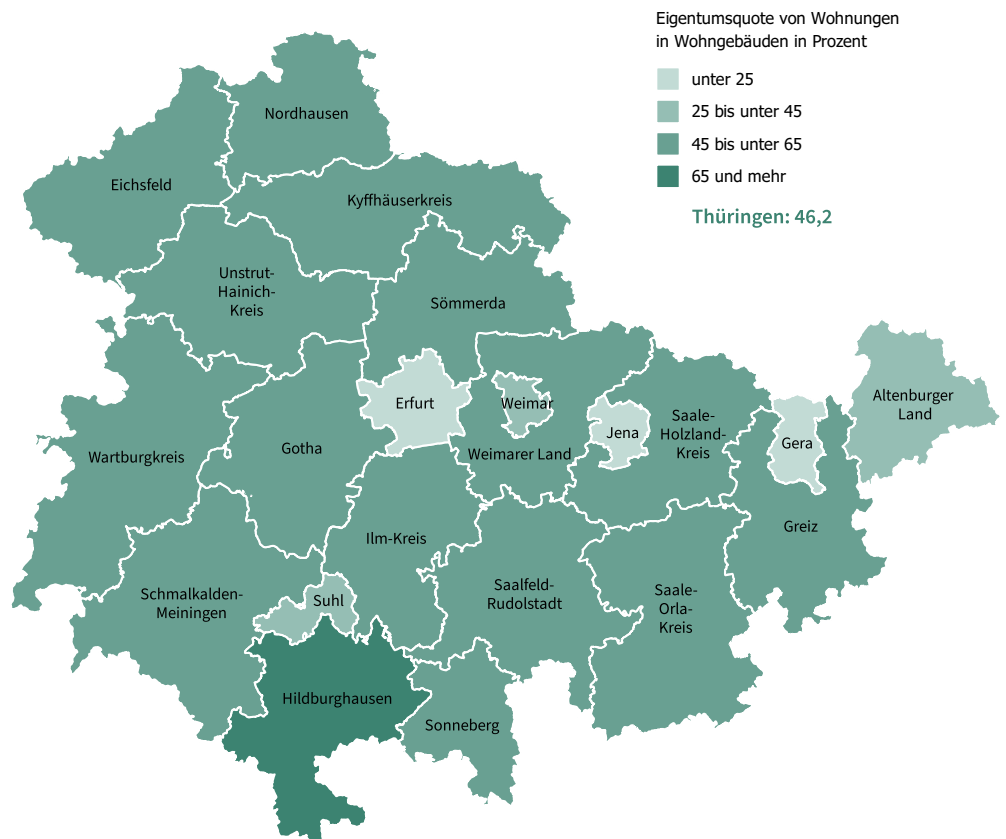 Eigentumsquote von Wohnungen
in Wohngebäuden in Prozent
unter 25
25 bis unter 45
45 bis unter 65
65 und mehr
Thüringen: 46,2
Nordhausen
Eichsfeld
Kyffhäuserkreis
Unstrut-
Hainich-
Kreis
Sömmerda
Altenburger
Land
Erfurt
Weimar
Jena
Saale-
Holzland-
Kreis
Gera
Wartburgkreis
Gotha
Weimarer Land
Greiz
Ilm-Kreis
Schmalkalden-
Meiningen
Suhl
Saalfeld-
Rudolstadt
Saale-
Orla-
Kreis
Hildburghausen
Sonneberg